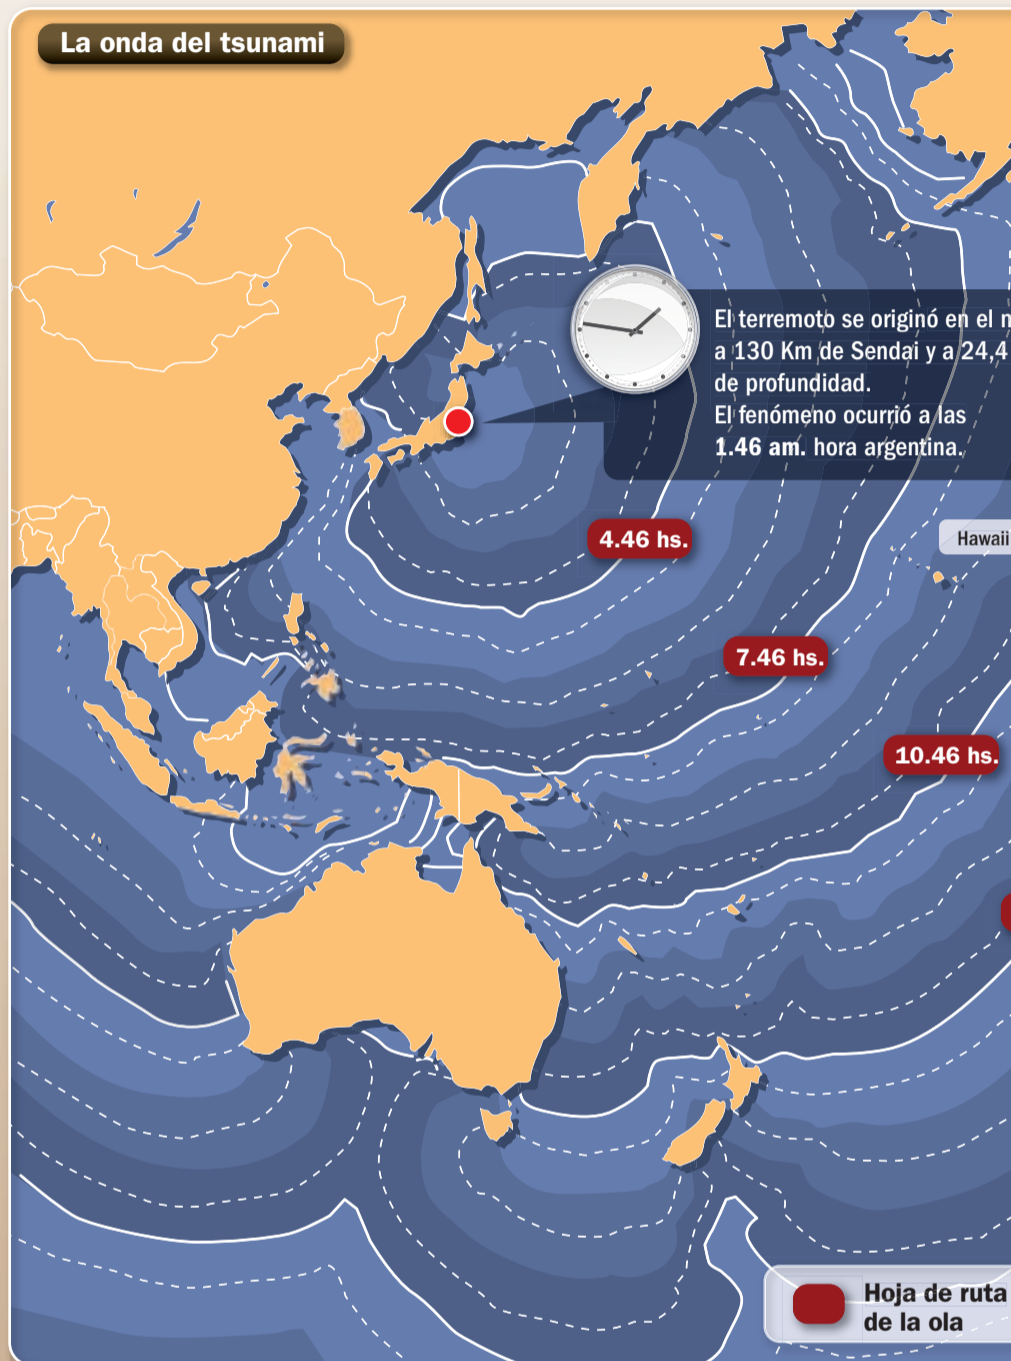 La onda del tsunami
El terremoto se originó en el
a 130 Km de Sendai y a 24,4
de profundidad.
El fenómeno ocurrió a las
1.46 am. hora argentina.
4.46 hs.
Hawaii
7.46 hs.
10.46 hs.
Hoja de ruta
de la ola